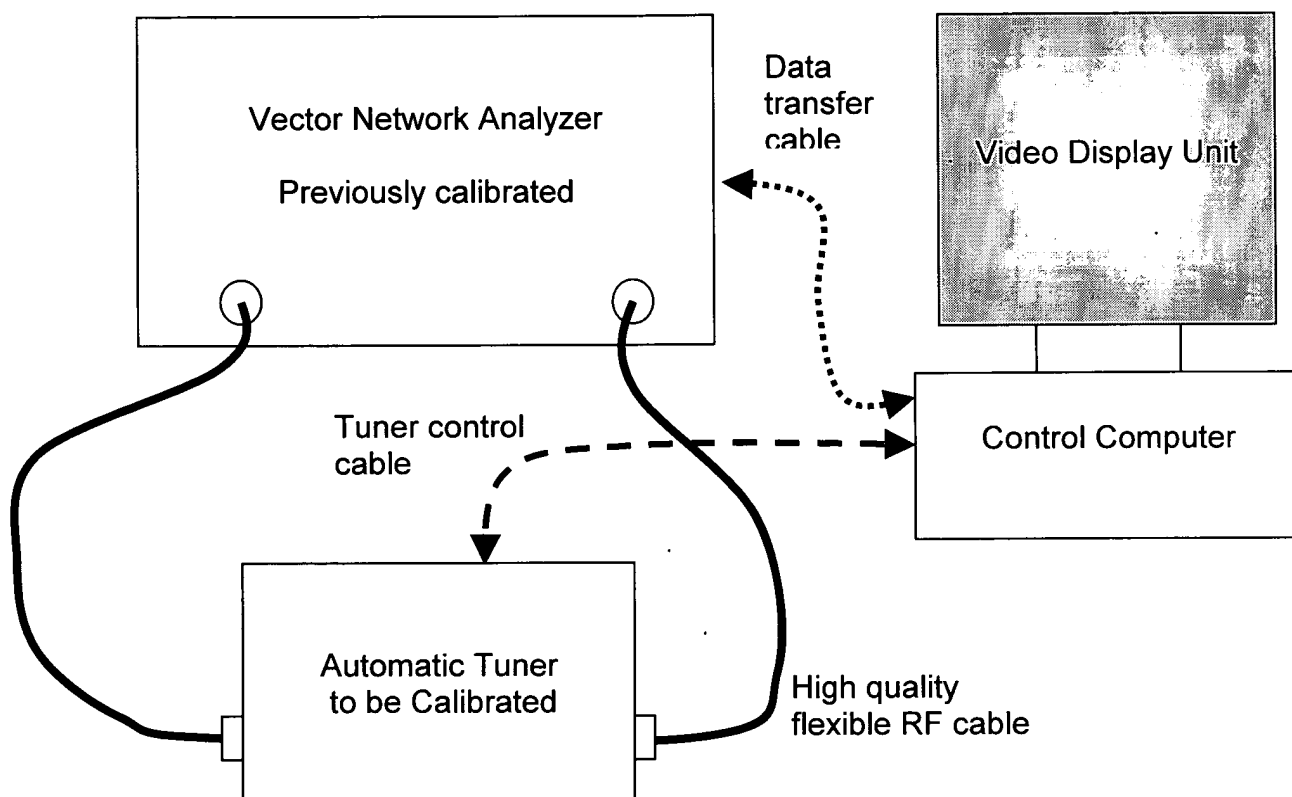 Vector Network Analyzer
Previously calibrated
Data
transfer
cable
Video Display Unit
Tuner control
cable
Control Computer
Automatic Tuner
to be Calibrated
High quality
flexible RF cable